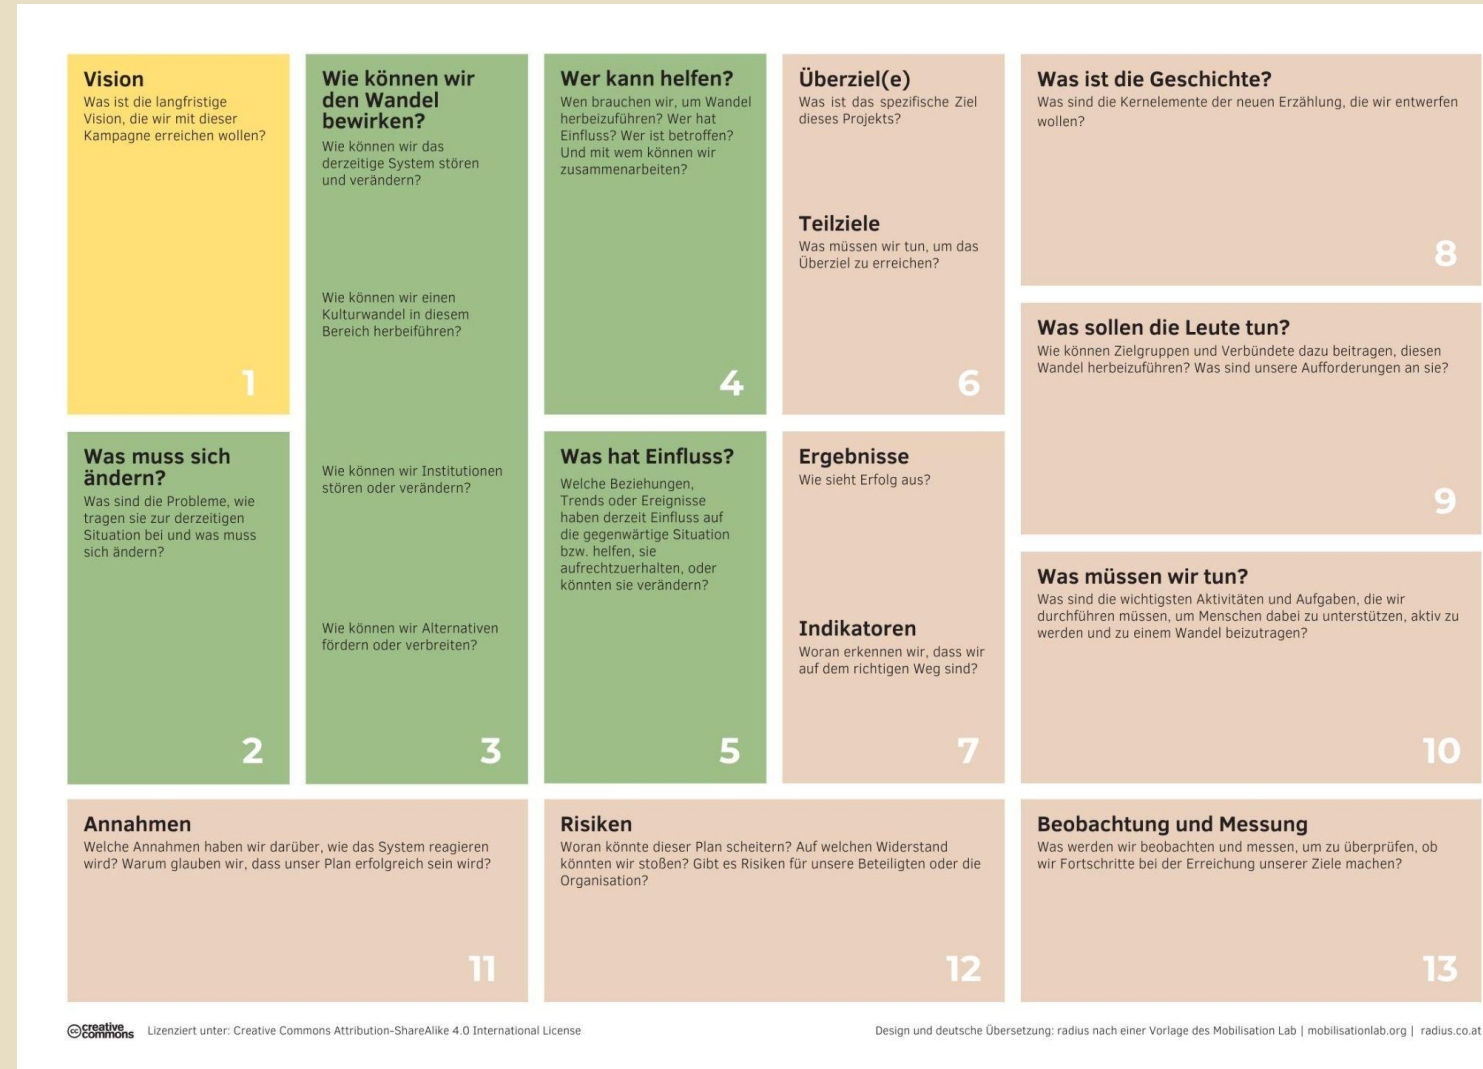 Vision
Was ist die langfristige
Vision, die wir mit dieser
Kampagne erreichen wollen?
1
Was muss sich
ändern?
Was sind die Probleme, wie
tragen sie zur derzeitigen
Situation bei und was muss
sich ändern?
2
Wie können wir
den Wandel
bewirken?
Wie können wir das
derzeitige System stören
und verändern?
Wie können wir einen
Kulturwandel in diesem
Bereich herbeiführen?
Wie können wir Institutionen
stören oder verändern?
Wie können wir Alternativen
fördern oder verbreiten?
3
Wer kann helfen?
Wen brauchen wir, um Wandel
herbeizuführen? Wer hat
Einfluss? Wer ist betroffen?
Und mit wem können wir
zusammenarbeiten?
4
Was hat Einfluss?
Welche Beziehungen,
Trends oder Ereignisse
haben derzeit Einfluss auf
die gegenwärtige Situation
bzw. helfen, sie
aufrechtzuerhalten, oder
könnten sie verändern?
5
Überziel(e)
Was ist das spezifische Ziel
dieses Projekts?
Teilziele
Was müssen wir tun, um das
Überziel zu erreichen?
6
Ergebnisse
Wie sieht Erfolg aus?
Indikatoren
Woran erkennen wir, dass wir
auf dem richtigen Weg sind?
7
Was ist die Geschichte?
Was sind die Kernelemente der neuen Erzählung, die wir entwerfen
wollen?
8
Was sollen die Leute tun?
Wie können Zielgruppen und Verbündete dazu beitragen, diesen
Wandel herbeizuführen? Was sind unsere Aufforderungen an sie?
9
Was müssen wir tun?
Was sind die wichtigsten Aktivitäten und Aufgaben, die wir
durchführen müssen, um Menschen dabei zu unterstützen, aktiv zu
werden und zu einem Wandel beizutragen?
10
Annahmen
Welche Annahmen haben wir darüber, wie das System reagieren
wird? Warum glauben wir, dass unser Plan erfolgreich sein wird?
11
Risiken
Woran könnte dieser Plan scheitern? Auf welchen Widerstand
könnten wir stoßen? Gibt es Risiken für unsere Beteiligten oder die
Organisation?
12
Beobachtung und Messung
Was werden wir beobachten und messen, um zu überprüfen, ob
wir Fortschritte bei der Erreichung unserer Ziele machen?
13
cc creative commons Lizenziert unter: Creative Commons Attribution-ShareAlike 4.0 International License
Design und deutsche Übersetzung: radius nach einer Vorlage des Mobilisation Lab | mobilisationlab.org | radius.co.at